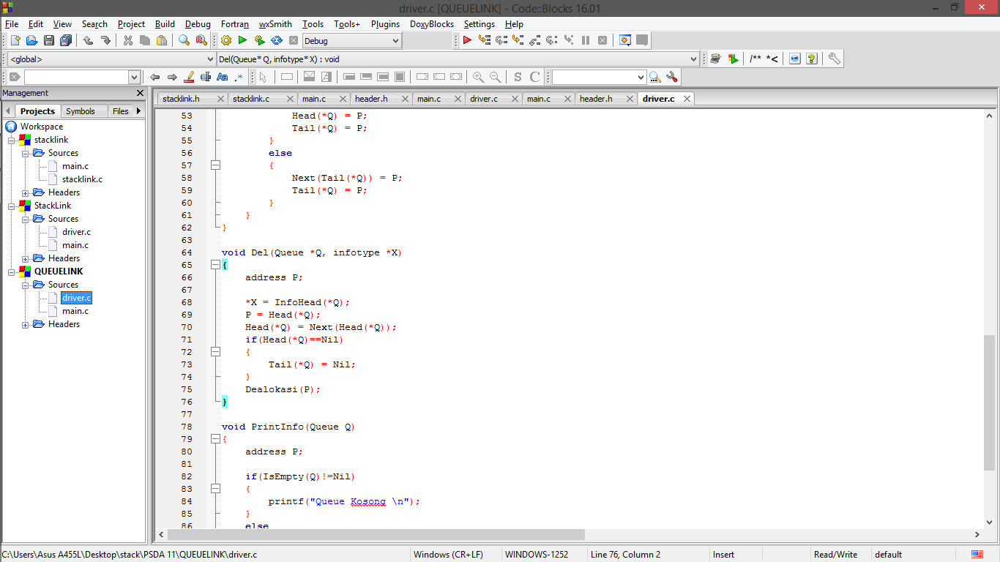 driver.c [QUEUELINK] - Code::Blocks 16.01
File Edit View Search Project Build Debug Fortran wxSmith Tools Tools+ Plugins DoxyBlocks Settings Help
Debug
<global> Del(Queue* Q, infotype* X) : void /** *<
Aa .* S C
Management
stacklink.h stacklink.c main.c header.h main.c driver.c main.c header.h driver.c
Projects Symbols Files
Workspace
stacklink
Sources
main.c
stacklink.c
Headers
StackLink
Sources
driver.c
main.c
Headers
QUEUELINK
Sources
driver.c
main.c
Headers
53 Head(*Q) = P;
54 Tail(*Q) = P;
55 }
56 else
57 {
58 Next(Tail(*Q)) = P;
59 Tail(*Q) = P;
60 }
61 }
62 }
63
64 void Del(Queue *Q, infotype *X)
65 {
66 address P;
67
68 *X = InfoHead(*Q);
69 P = Head(*Q);
70 Head(*Q) = Next(Head(*Q));
71 if(Head(*Q)==Nil)
72 {
73 Tail(*Q) = Nil;
74 }
75 Dealokasi(P);
76 }
77
78 void PrintInfo(Queue Q)
79 {
80 address P;
81
82 if(IsEmpty(Q)!=Nil)
83 {
84 printf("Queue Kosong \n");
85 }
86 else
C:\Users\Asus A455L\Desktop\stack\PSDA 11\QUEUELINK\driver.c Windows (CR+LF) WINDOWS-1252 Line 76, Column 2 Insert Read/Write default